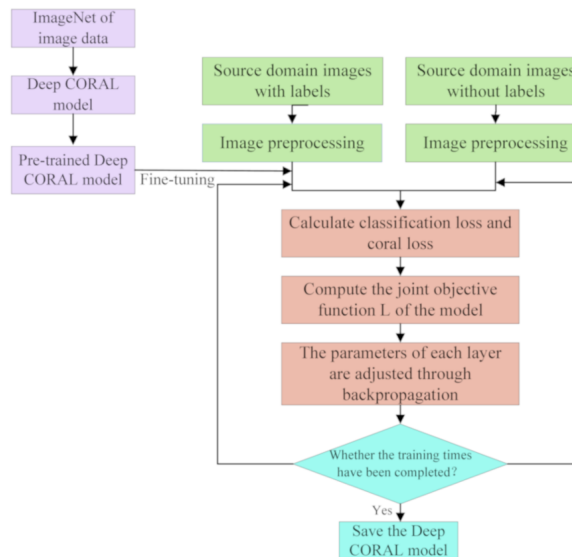 ImageNet of
image data
Deep CORAL
model
Pre-trained Deep
CORAL model
Fine-tuning
Source domain images
with labels
Source domain images
without labels
Image preprocessing
Image preprocessing
Calculate classification loss and
coral loss
Compute the joint objective
function L of the model
The parameters of each layer
are adjusted through
backpropagation
Whether the training times
have been completed?
Yes
Save the Deep
CORAL model